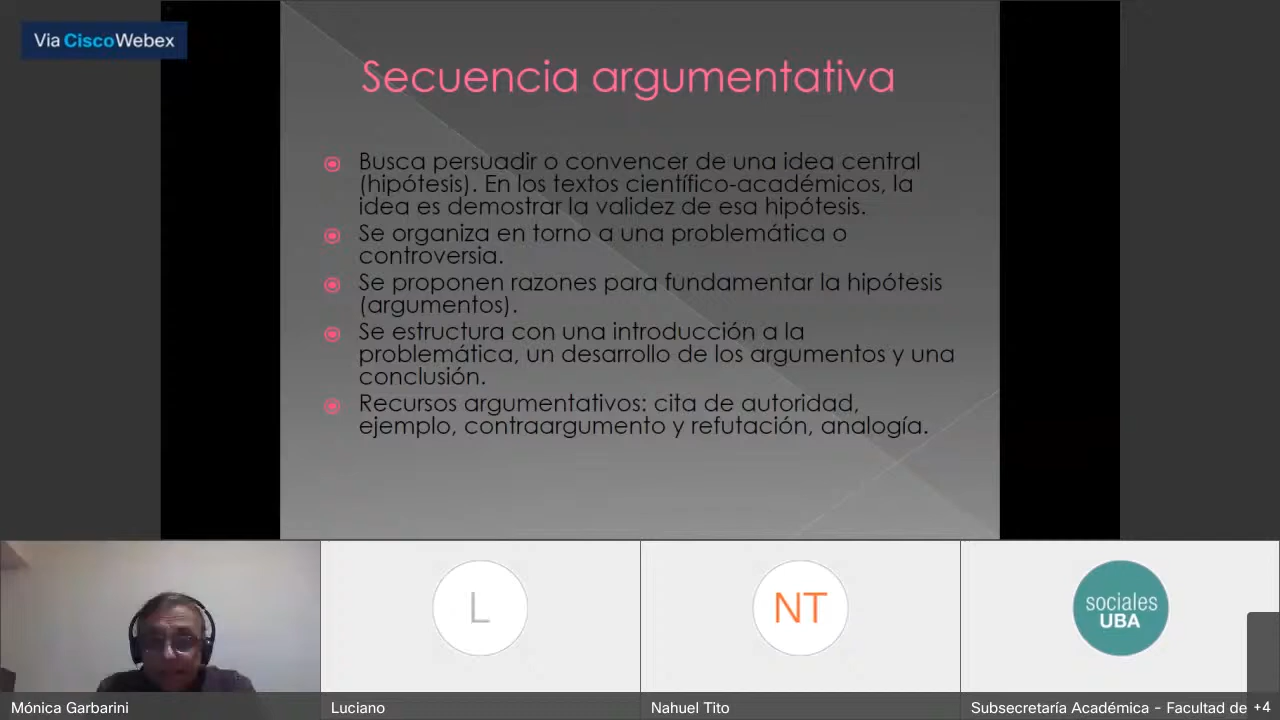 Via CiscoWebex
Secuencia argumentativa
Busca persuadir o convencer de una idea central
(hipótesis). En los textos científico-académicos, la
idea es demostrar la validez de esa hipótesis.
Se organiza en torno a una problemática o
controversia.
Se proponen razones para fundamentar la hipótesis
(argumentos).
Se estructura con una introducción a la
problemática, un desarrollo de los argumentos y una
conclusión.
Recursos argumentativos: cita de autoridad,
ejemplo, contraargumento y refutación, analogía.
L
NT
sociales
UBA
Mónica Garbarini
Luciano
Nahuel Tito
Subsecretaría Académica - Facultad de +4